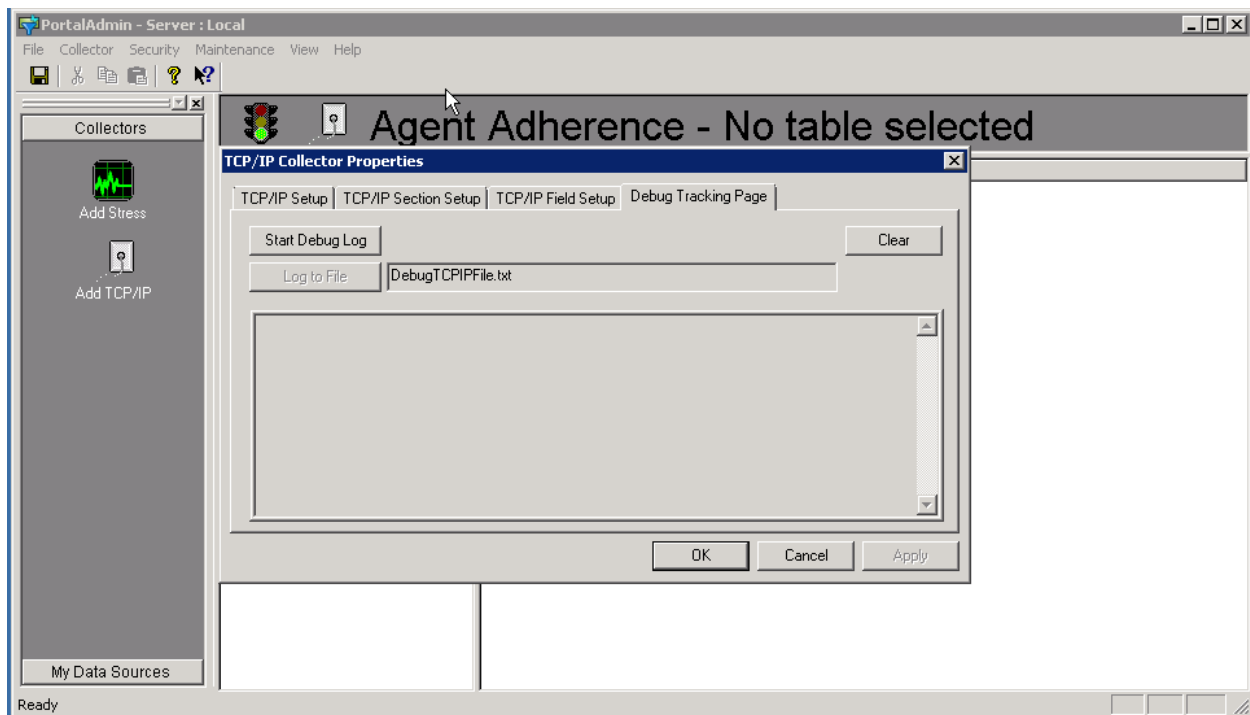 PortalAdmin - Server : Local
File Collector Security Maintenance View Help
Collectors
Agent Adherence - No table selected
TCP/IP Collector Properties
TCP/IP Setup TCP/IP Section Setup TCP/IP Field Setup Debug Tracking Page
Add Stress
Start Debug Log Clear
Log to File DebugTCPIPFile.txt
Add TCP/IP
OK Cancel Apply
My Data Sources
Ready